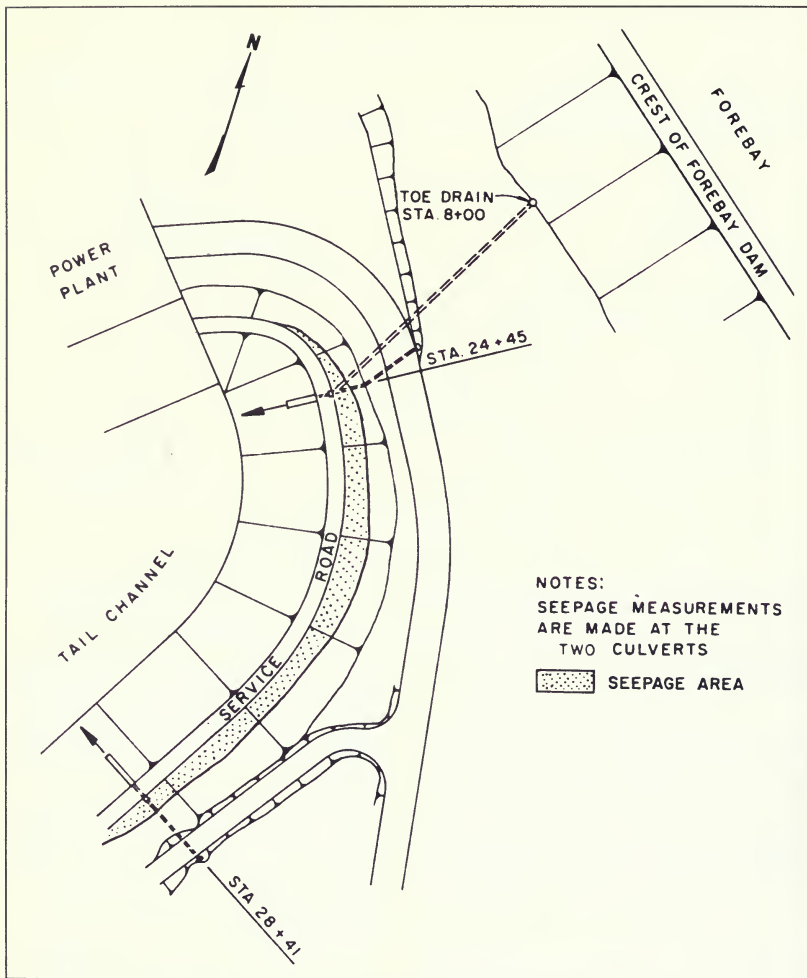 N
FOREBAY
CREST OF FOREBAY DAM
TOE DRAIN
STA. 8+00
POWER
PLANT
STA. 24+45
ROAD
SERVICE
TAIL CHANNEL
NOTES:
SEEPAGE MEASUREMENTS
ARE MADE AT THE
TWO CULVERTS
SEEPAGE AREA
STA 28+41